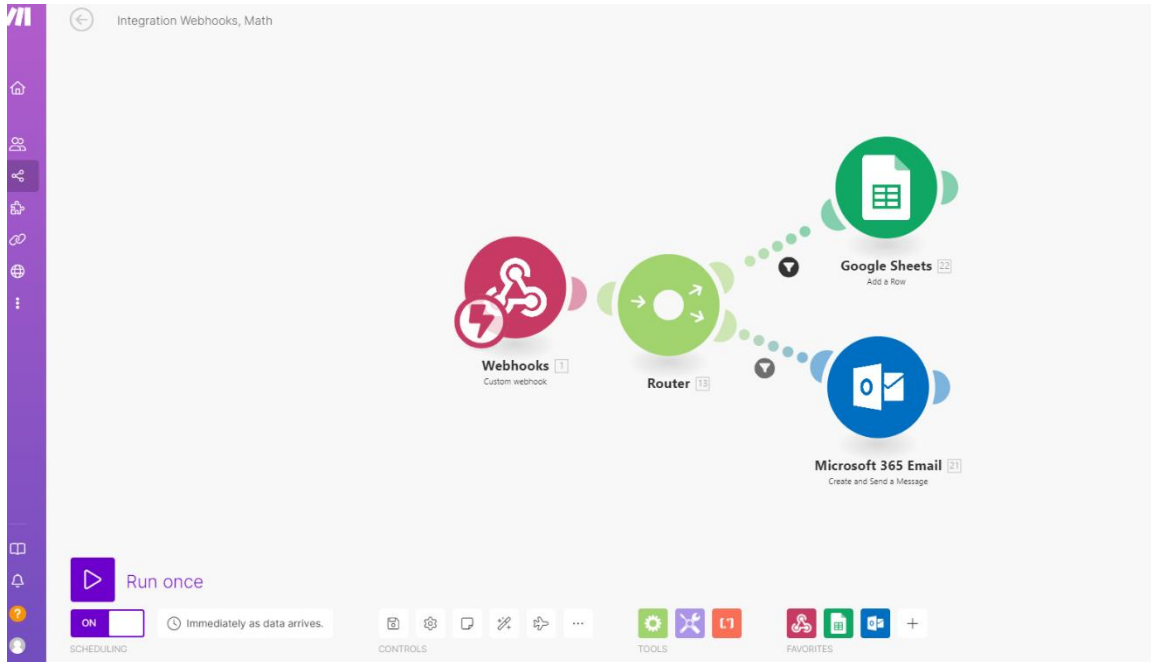 Integration Webhooks, Math
Google Sheets 22
Add a Row
Webhooks 1
Custom webhook
Router 13
Microsoft 365 Email 21
Create and Send a Message
Run once
ON
Immediately as data arrives.
SCHEDULING
CONTROLS
TOOLS
FAVORITES